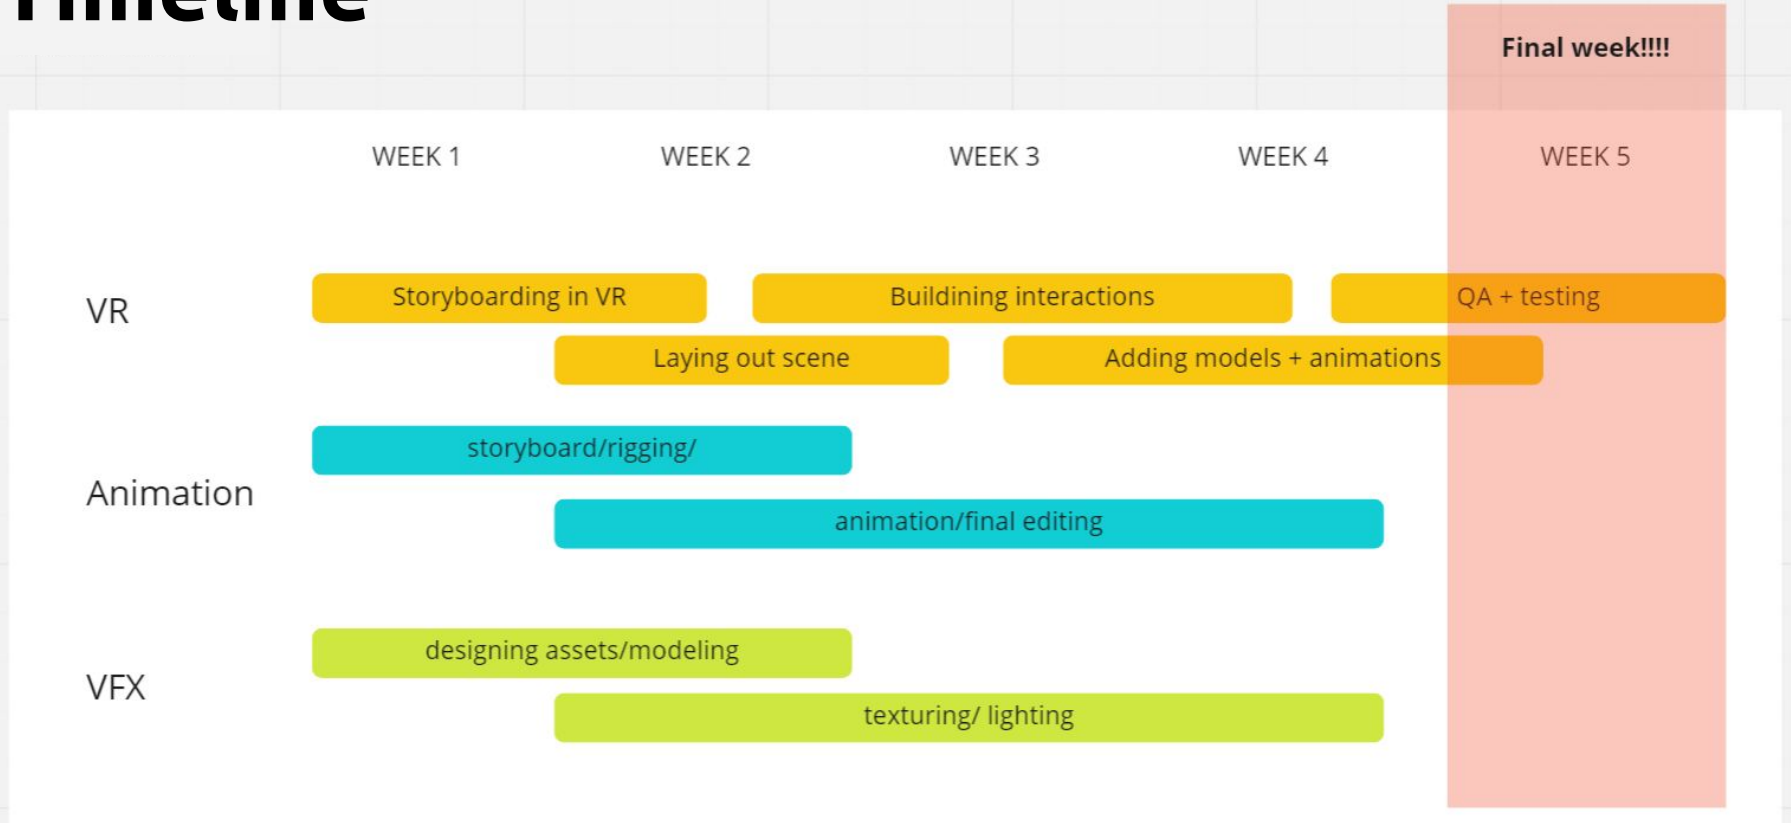 Timeline
Final week!!!!
WEEK 1 WEEK 2 WEEK 3 WEEK 4 WEEK 5
VR
Storyboarding in VR Buildining interactions QA + testing
Laying out scene Adding models + animations
Animation
storyboard/rigging/
animation/final editing
VFX
designing assets/modeling
texturing/ lighting